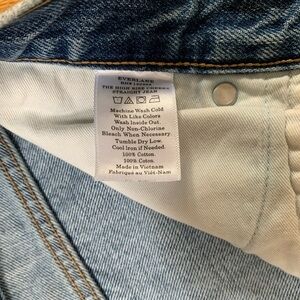 EVERLANE
THE HIGH RISE CHEEKY
STRAIGHT JEAN
Machine Wash Cold
With Like Colors
Wash Inside Out.
Only Non-Chlorine
Bleach When Necessary.
Tumble Dry Low.
Cool Iron if Needed.
100% Cotton.
100% Coton.
Made in Vietnam
Fabriqué au Viêt-Nam